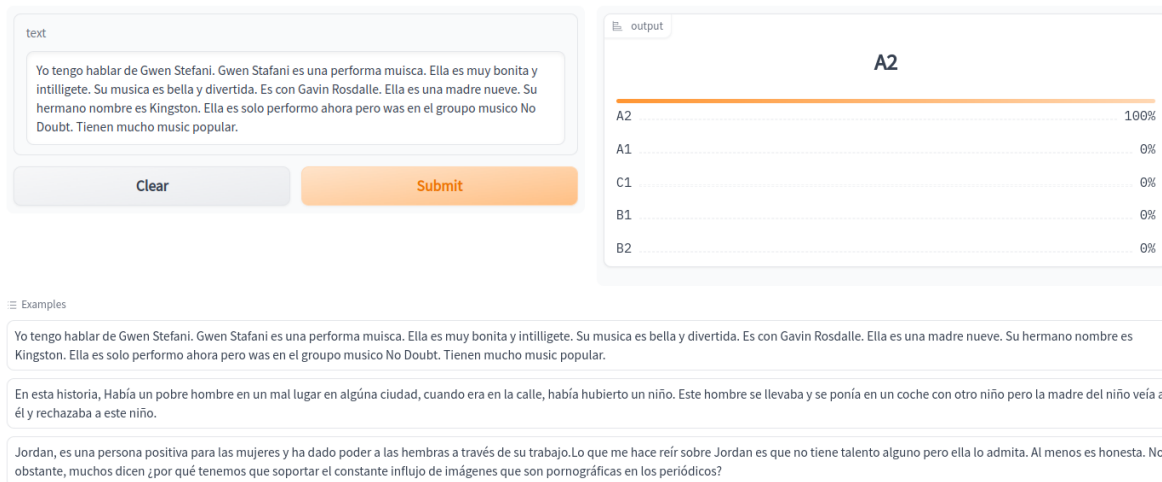 text
Yo tengo hablar de Gwen Stefani. Gwen Stafani es una performa muisca. Ella es muy bonita y
intilligete. Su musica es bella y divertida. Es con Gavin Rosdalle. Ella es una madre nueve. Su
hermano nombre es Kingston. Ella es solo performo ahora pero was en el groupo musico No
Doubt. Tienen mucho music popular.
Clear
Submit
output
A2
A2 100%
A1 0%
C1 0%
B1 0%
B2 0%
Examples
Yo tengo hablar de Gwen Stefani. Gwen Stafani es una performa muisca. Ella es muy bonita y intilligete. Su musica es bella y divertida. Es con Gavin Rosdalle. Ella es una madre nueve. Su hermano nombre es
Kingston. Ella es solo performo ahora pero was en el groupo musico No Doubt. Tienen mucho music popular.
En esta historia, Había un pobre hombre en un mal lugar en algúna ciudad, cuando era en la calle, había hubierto un niño. Este hombre se llevaba y se ponía en un coche con otro niño pero la madre del niño veía a
él y rechazaba a este niño.
Jordan, es una persona positiva para las mujeres y ha dado poder a las hembras a través de su trabajo.Lo que me hace reír sobre Jordan es que no tiene talento alguno pero ella lo admita. Al menos es honesta. No
obstante, muchos dicen ¿por qué tenemos que soportar el constante influjo de imágenes que son pornográficas en los periódicos?